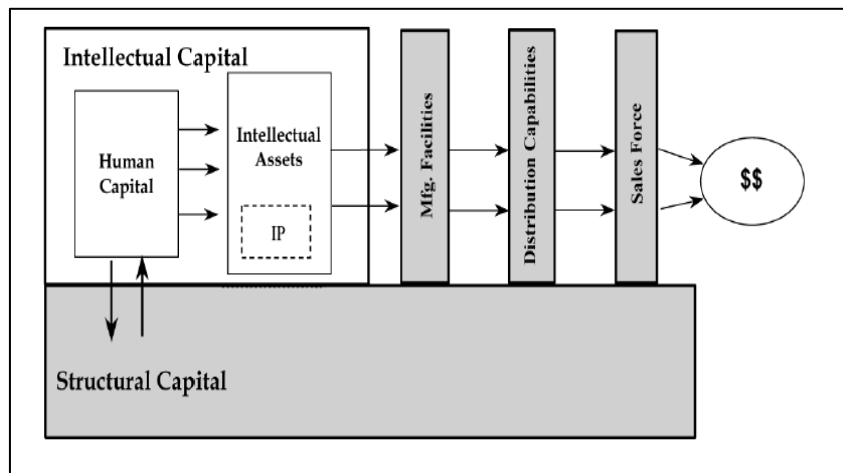 Intellectual Capital
Human
Capital
Intellectual
Assets
IP
Mfg. Facilities
Distribution Capabilities
Sales Force
$$
Structural Capital